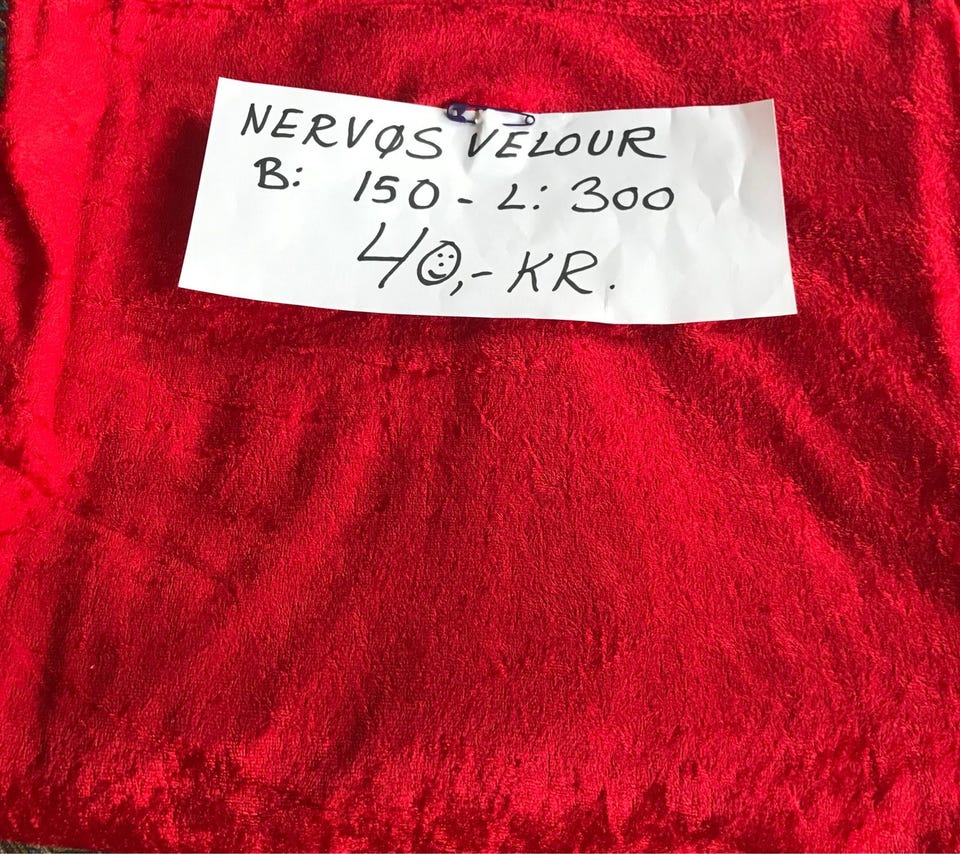 NERVØS VELOUR
B: 150 - L: 300
40,- KR.